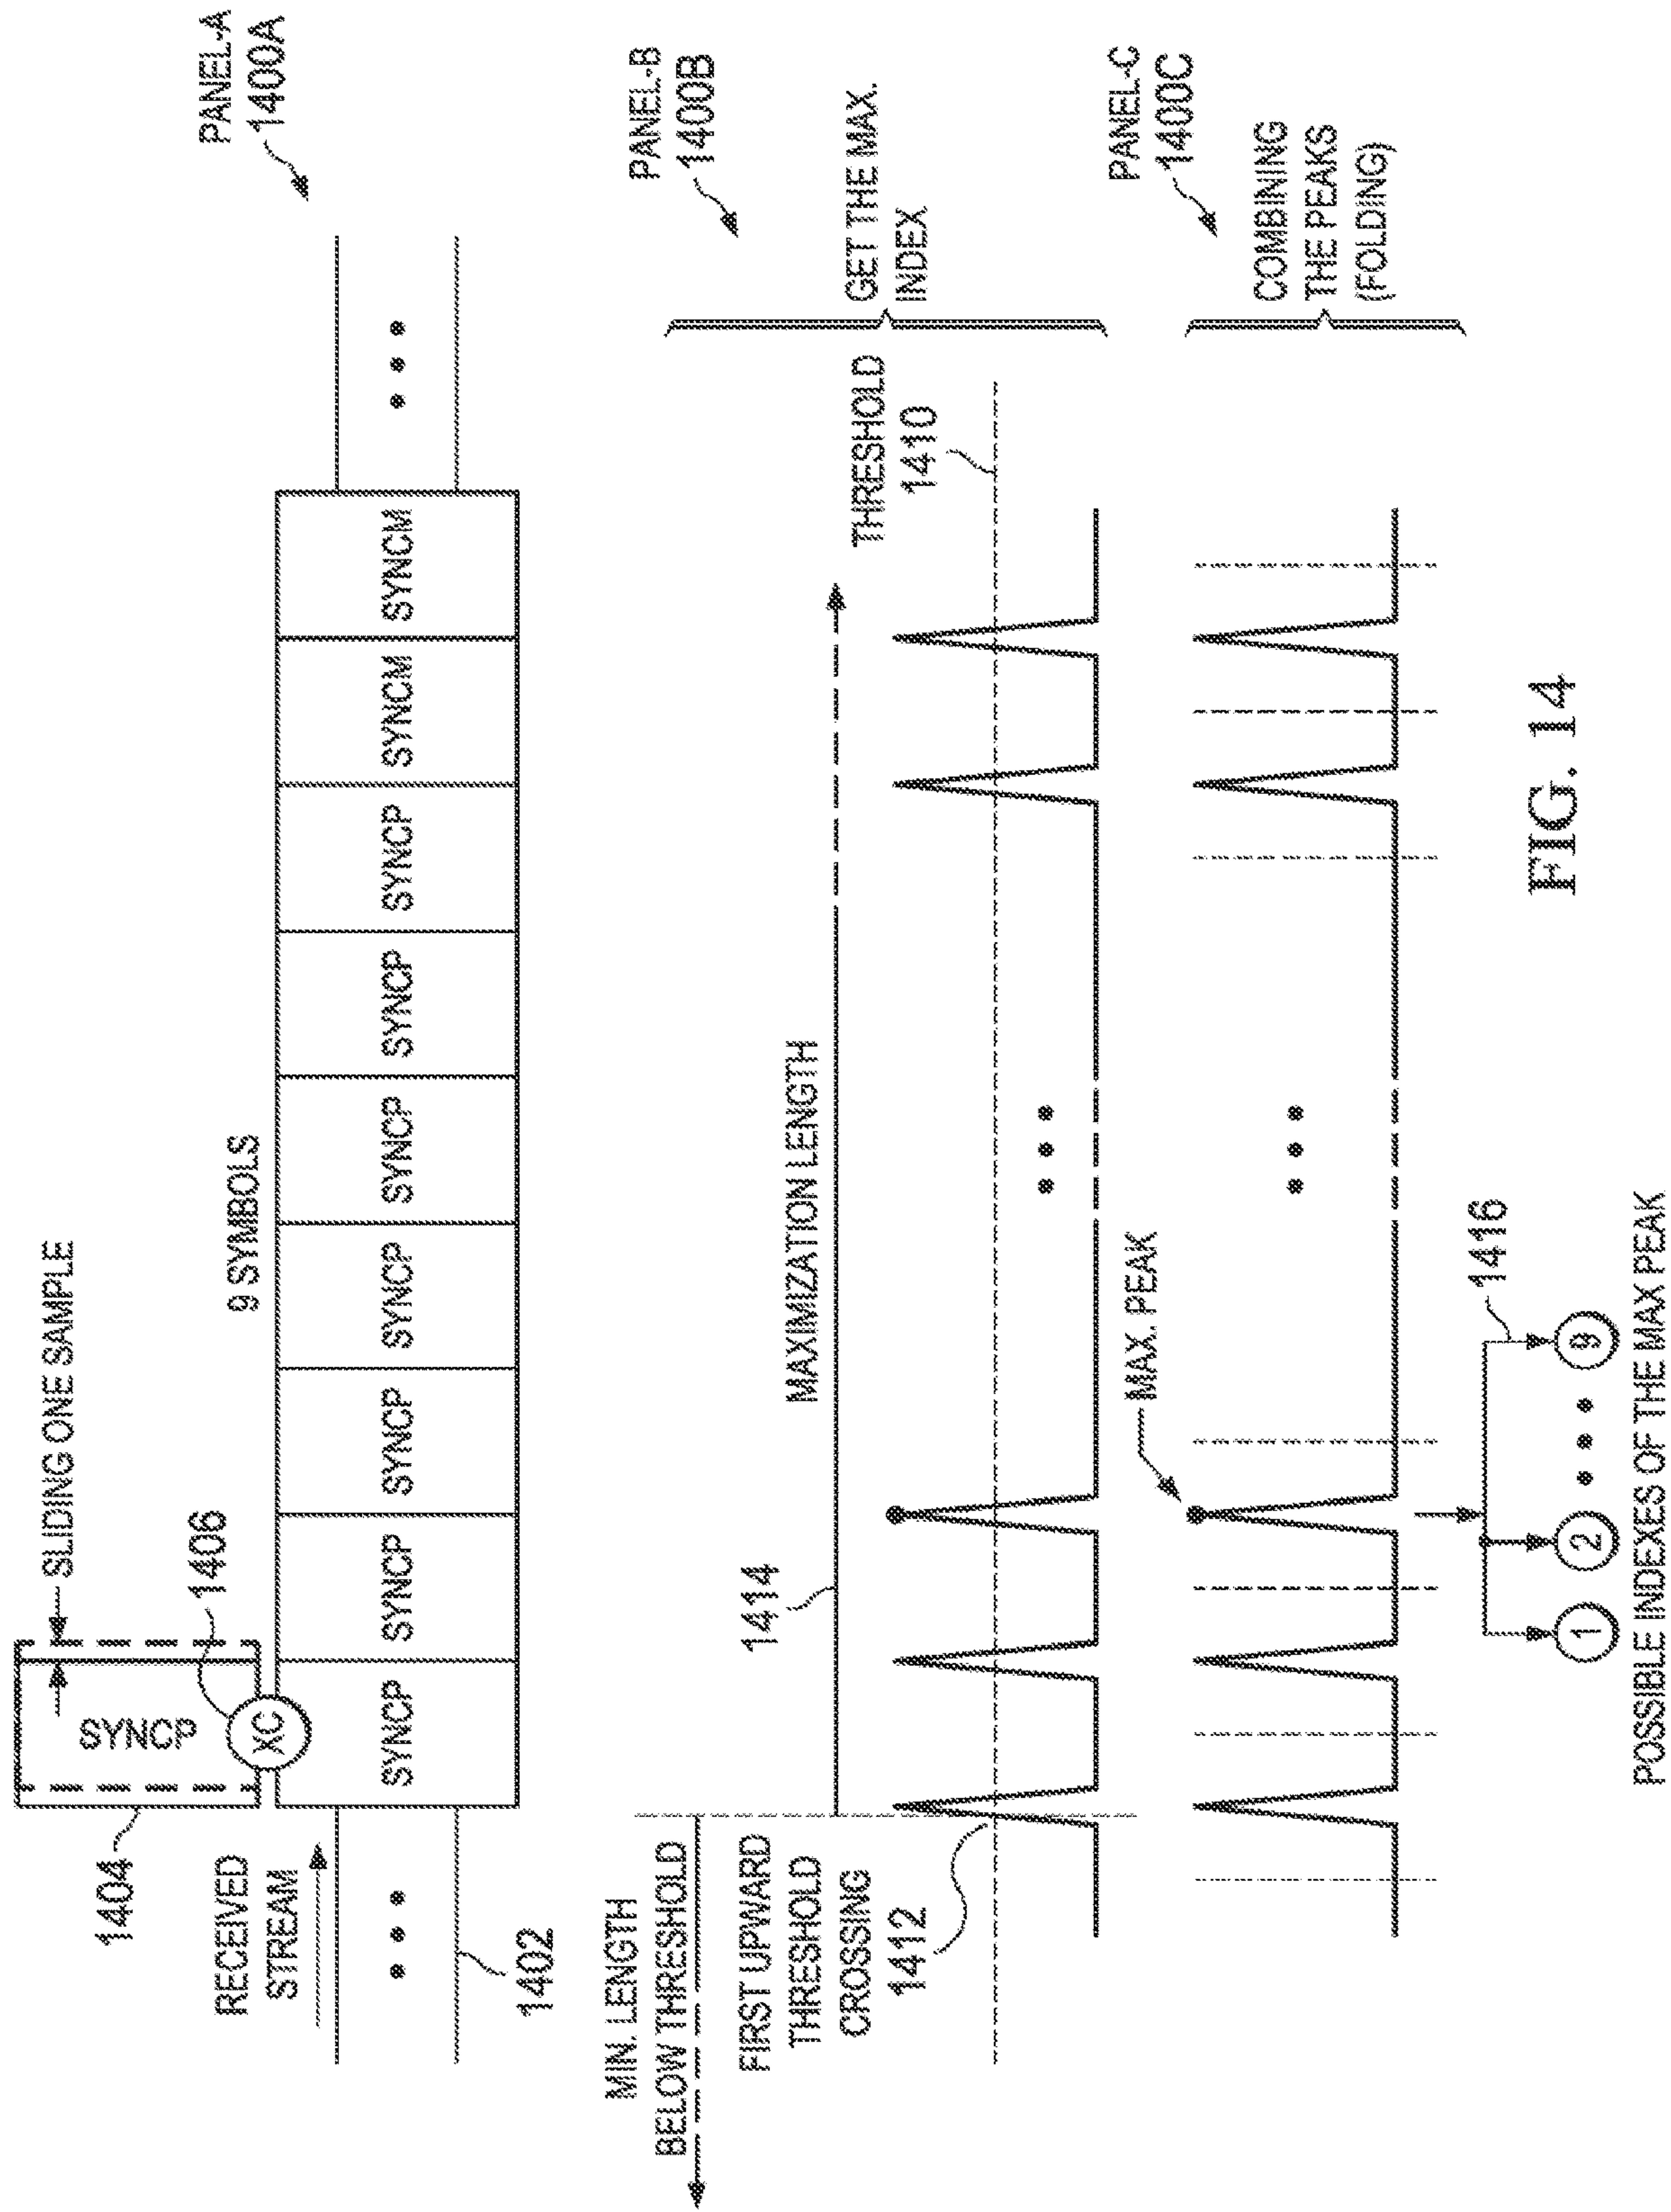 PANEL-A
1400A
SLIDING ONE SAMPLE
SYNCP
1404
XC
1406
9 SYMBOLS
RECEIVED
STREAM
SYNCP
SYNCP
SYNCP
SYNCP
SYNCP
SYNCP
SYNCP
SYNCM
SYNCM
1402
PANEL-B
1400B
MIN. LENGTH
BELOW THRESHOLD
FIRST UPWARD
THRESHOLD
CROSSING
1412
1414
MAXIMIZATION LENGTH
THRESHOLD
1410
GET THE MAX.
INDEX
PANEL-C
1400C
MAX. PEAK
COMBINING
THE PEAKS
(FOLDING)
1416
1
2
9
POSSIBLE INDEXES OF THE MAX PEAK
FIG. 14